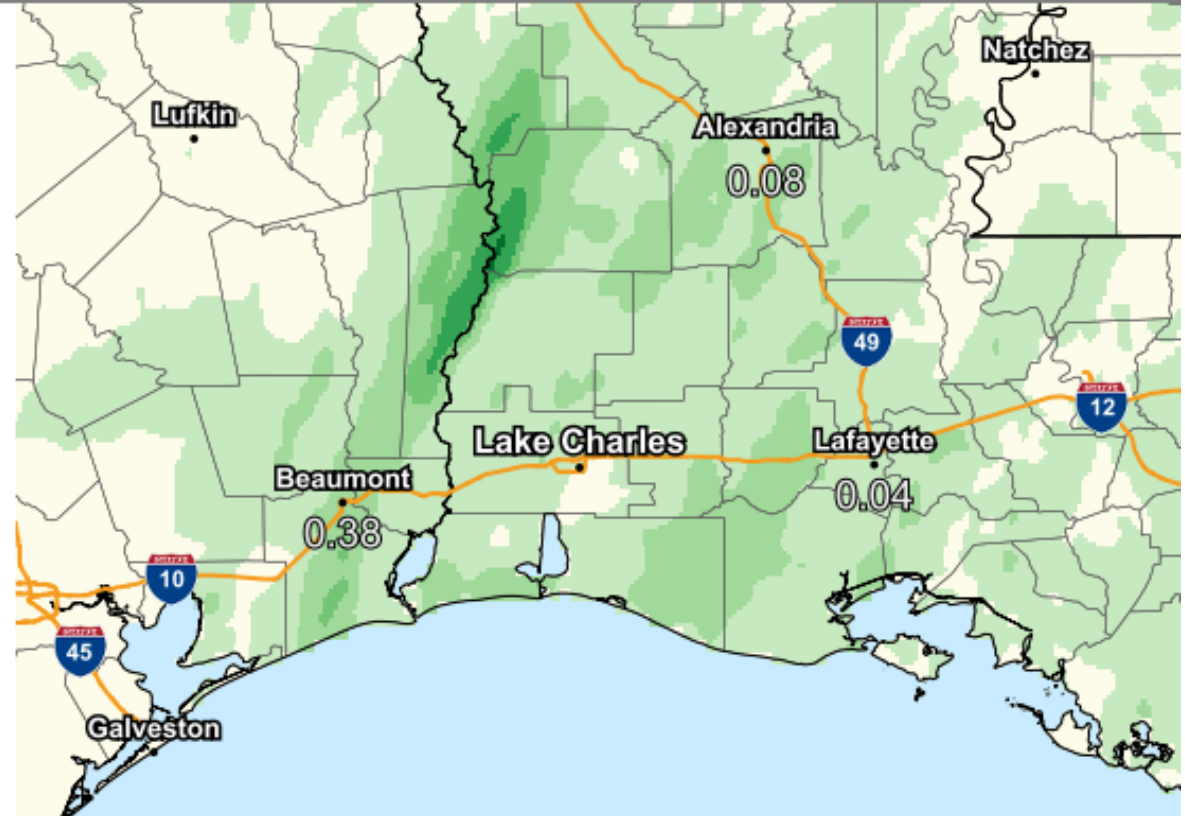 Natchez
Lufkin
Alexandria
0.08
49
12
Lake Charles
Lafayette
0.04
Beaumont
0.38
10
45
Galveston